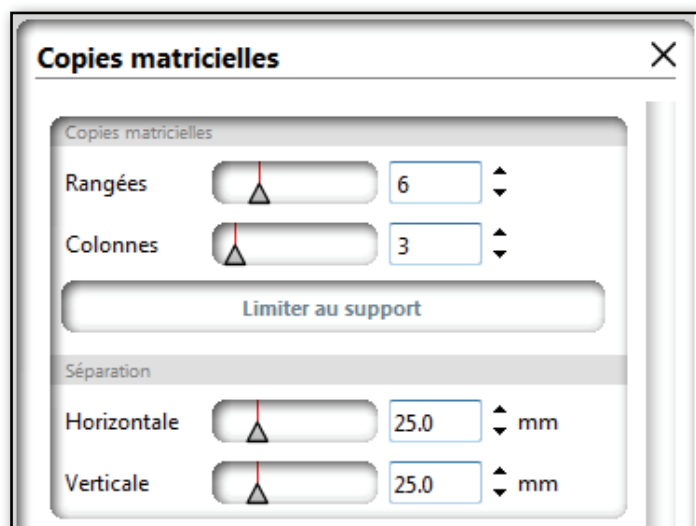 Copies matricielles
Copies matricielles
Rangées 6
Colonnes 3
Limiter au support
Séparation
Horizontale 25.0 mm
Verticale 25.0 mm